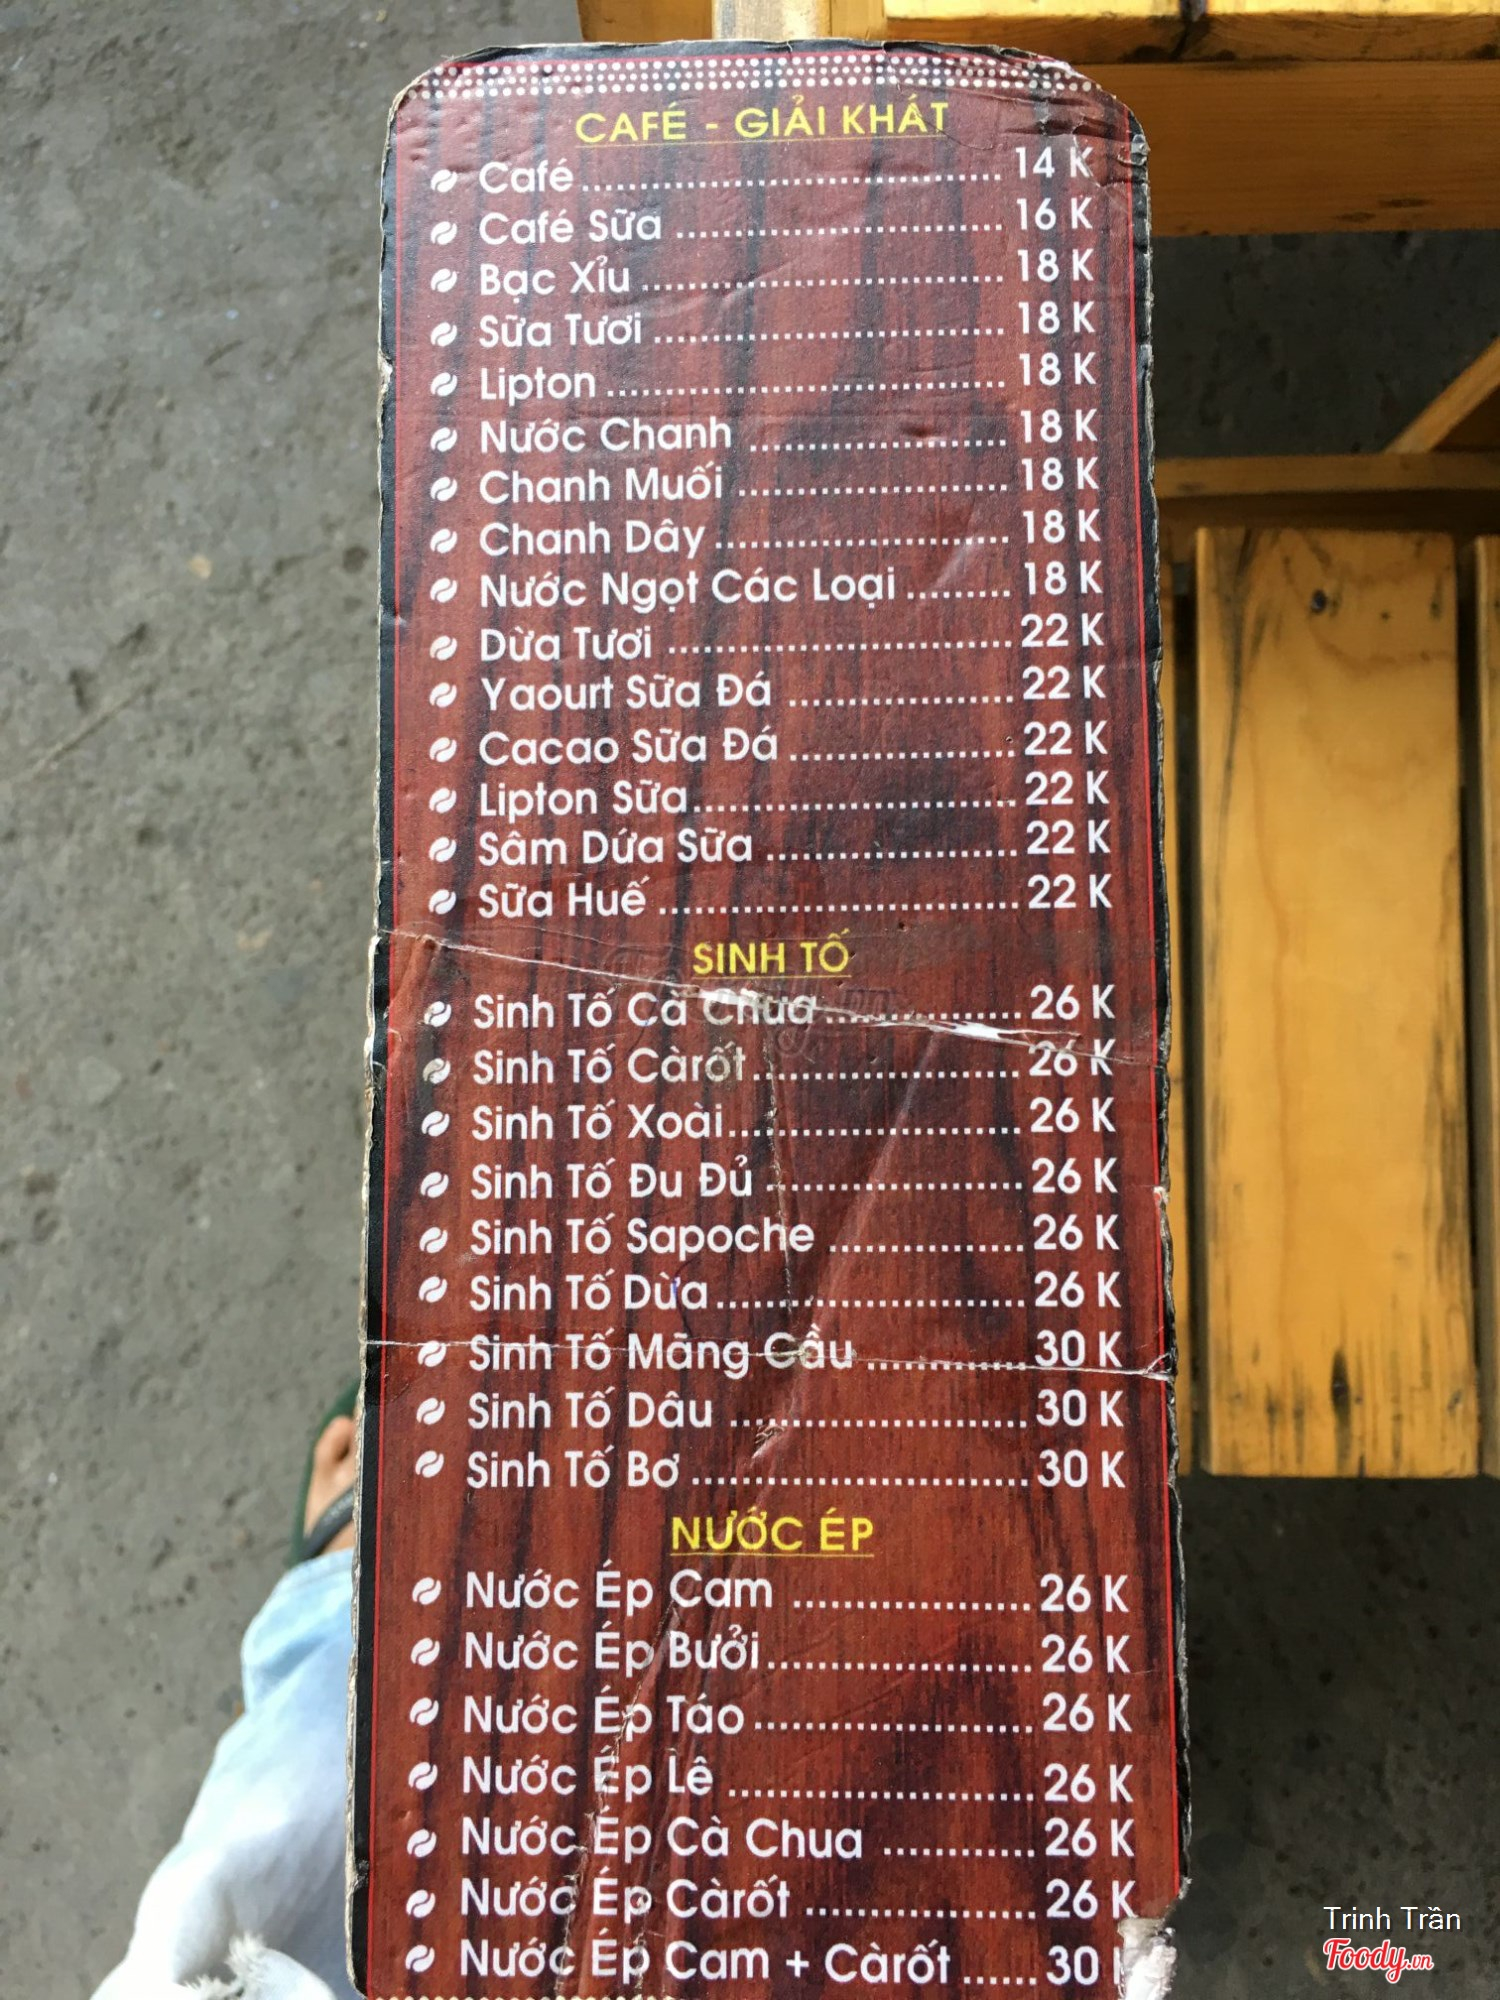 CAFÉ - GIẢI KHÁT
Café 14 K
Café Sữa 16 K
Bạc Xỉu 18 K
Sữa Tươi 18 K
Lipton 18 K
Nước Chanh 18 K
Chanh Muối 18 K
Chanh Dây 18 K
Nước Ngọt Các Loại 18 K
Dừa Tươi 22 K
Yaourt Sữa Đá 22 K
Cacao Sữa Đá 22 K
Lipton Sữa 22 K
Sâm Dứa Sữa 22 K
Sữa Huế 22 K
SINH TỐ
Sinh Tố Cà Chua 26 K
Sinh Tố Càrốt 26 K
Sinh Tố Xoài 26 K
Sinh Tố Đu Đủ 26 K
Sinh Tố Sapoche 26 K
Sinh Tố Dừa 26 K
Sinh Tố Mãng Cầu 30 K
Sinh Tố Dâu 30 K
Sinh Tố Bơ 30 K
NƯỚC ÉP
Nước Ép Cam 26 K
Nước Ép Bưởi 26 K
Nước Ép Táo 26 K
Nước Ép Lê 26 K
Nước Ép Cà Chua 26 K
Nước Ép Càrốt 26 K
Nước Ép Cam + Càrốt 30
Trinh Trần
Foody.vn